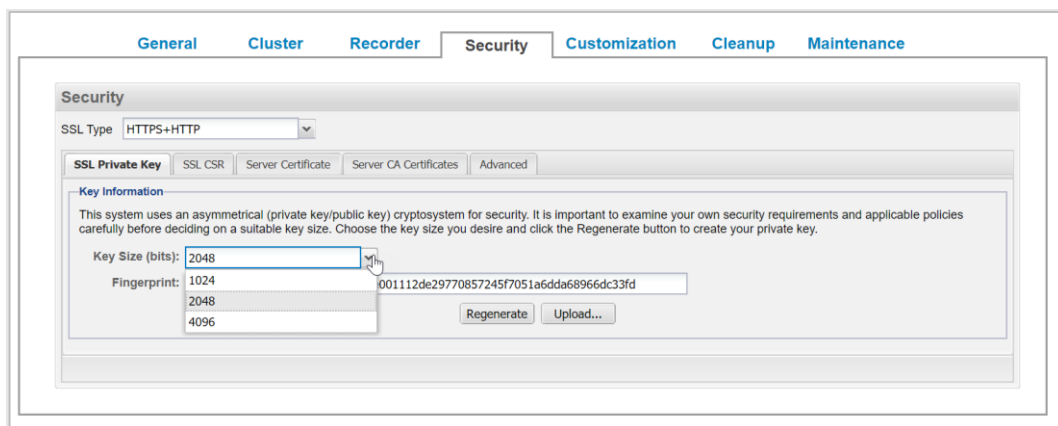 General Cluster Recorder Security Customization Cleanup Maintenance
Security
SSL Type HTTPS+HTTP
SSL Private Key SSL CSR Server Certificate Server CA Certificates Advanced
Key Information
This system uses an asymmetrical (private key/public key) cryptosystem for security. It is important to examine your own security requirements and applicable policies
carefully before deciding on a suitable key size. Choose the key size you desire and click the Regenerate button to create your private key.
Key Size (bits): 2048
1024
Fingerprint: 001112de29770857245f7051a6dda68966dc33fd
2048
4096
Regenerate Upload...